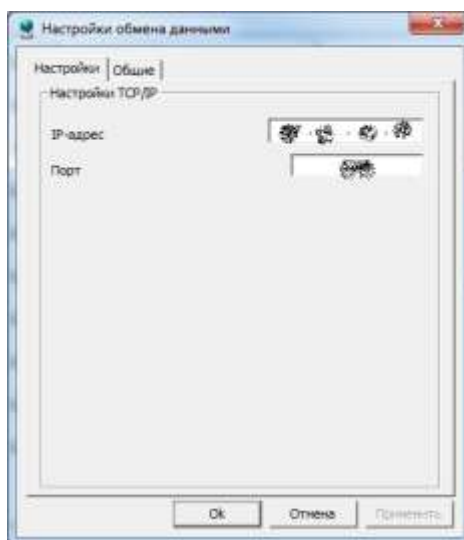 Настройки обмена данными
Настройки Общие
Настройки TCP/IP
IP-адрес
Порт
Ok Отмена Применить